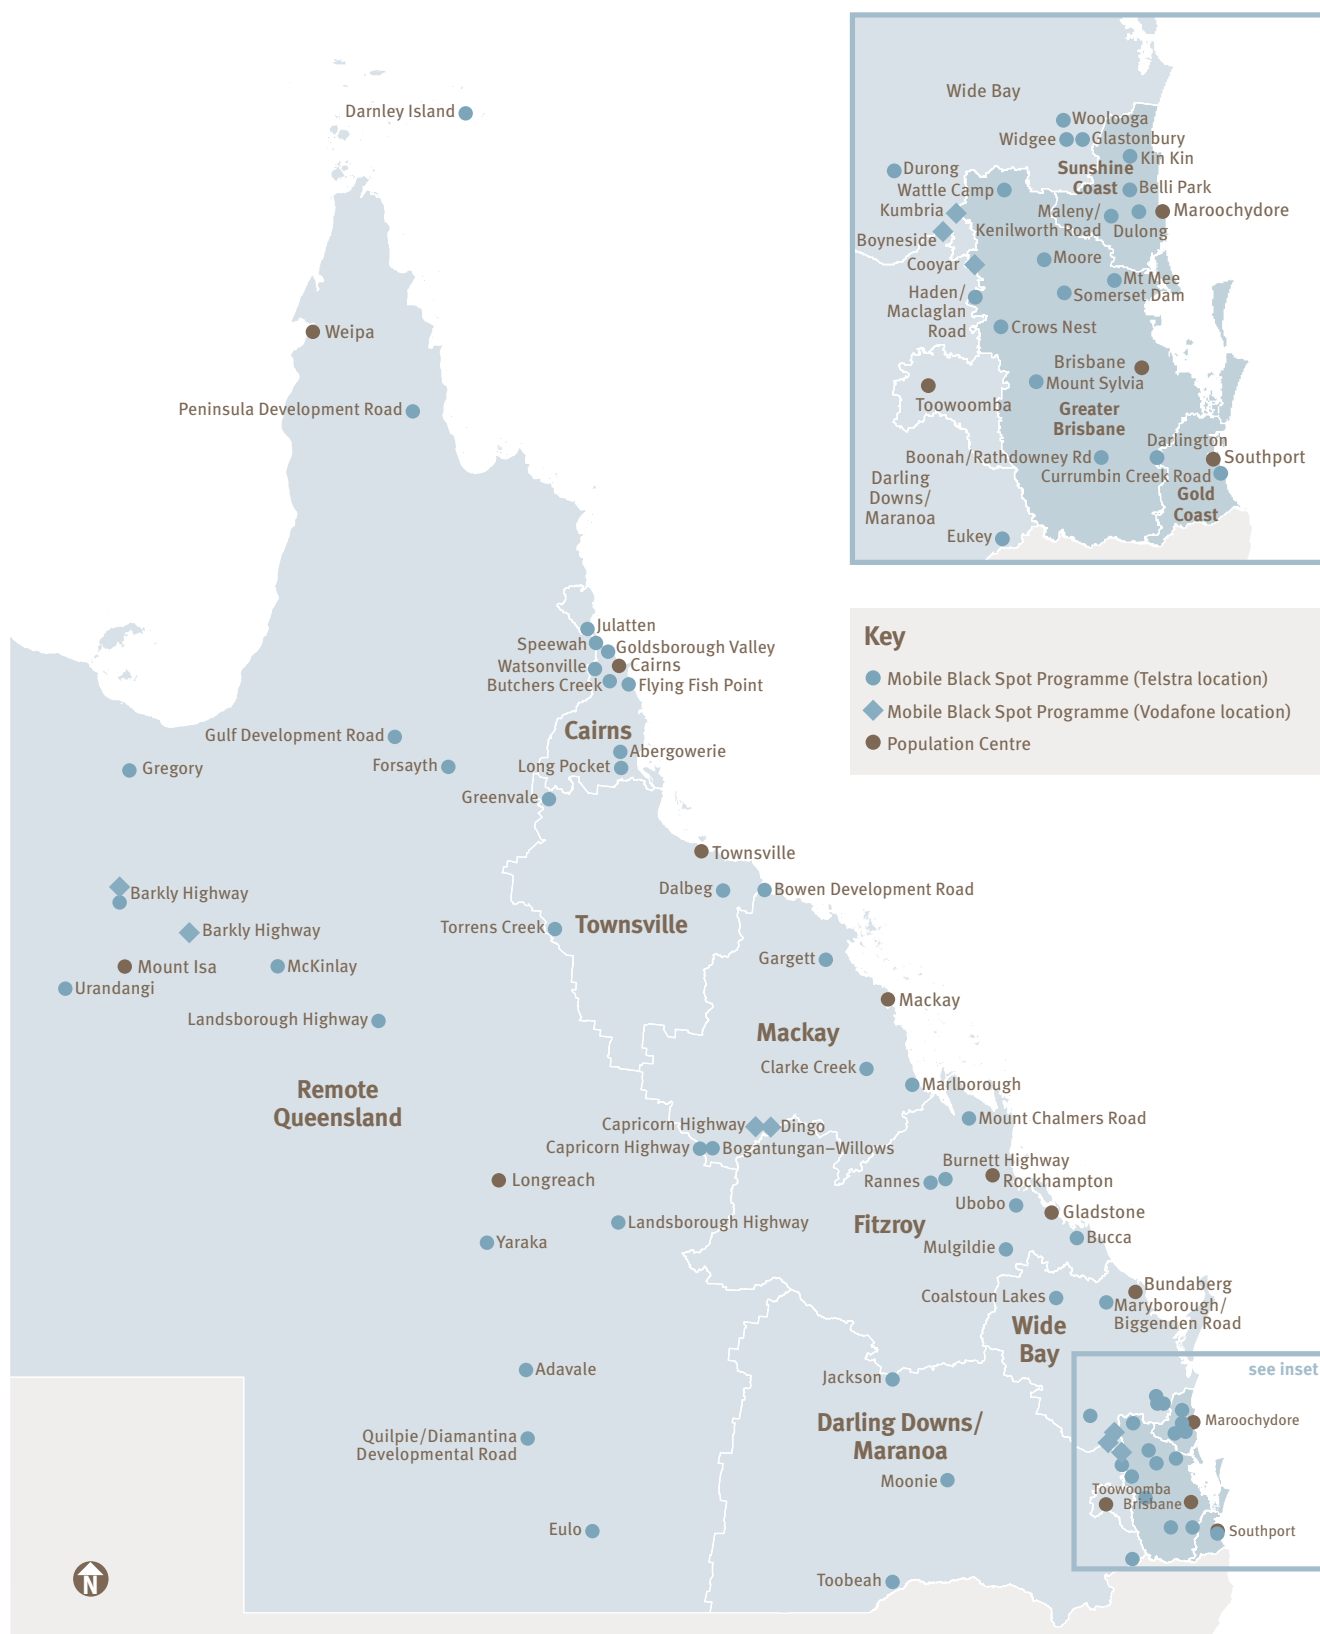 Wide Bay
Woolooga
Widgee
Glastonbury
Kin Kin
Durong
Sunshine
Coast
Wattle Camp
Belli Park
Kumbria
Maleny/
Kenilworth Road
Maroochydore
Dulong
Boyneside
Cooyar
Moore
Mt Mee
Somerset Dam
Haden/
Maclaglan
Road
Crows Nest
Brisbane
Mount Sylvia
Toowoomba
Greater
Brisbane
Darlington
Boonah/Rathdowney Rd
Southport
Currumbin Creek Road
Darling
Downs/
Maranoa
Gold
Coast
Eukey
Key
Mobile Black Spot Programme (Telstra location)
Mobile Black Spot Programme (Vodafone location)
Population Centre
Darnley Island
Weipa
Peninsula Development Road
Julatten
Speewah
Goldsborough Valley
Watsonville
Cairns
Butchers Creek
Flying Fish Point
Cairns
Gulf Development Road
Abergowerie
Gregory
Forsayth
Long Pocket
Greenvale
Townsville
Barkly Highway
Dalbeg
Bowen Development Road
Barkly Highway
Torrens Creek
Townsville
Mount Isa
McKinlay
Gargett
Urandangi
Mackay
Landsborough Highway
Mackay
Clarke Creek
Remote
Queensland
Marlborough
Mount Chalmers Road
Capricorn Highway
Dingo
Capricorn Highway
Bogantungan–Willows
Burnett Highway
Longreach
Rannes
Rockhampton
Ubobo
Gladstone
Landsborough Highway
Fitzroy
Yaraka
Mulgildie
Bucca
Bundaberg
Coalstoun Lakes
Maryborough/
Biggenden Road
Wide
Bay
see inset
Adavale
Jackson
Maroochydore
Darling Downs/
Maranoa
Quilpie/Diamantina
Developmental Road
Moonie
Toowoomba
Brisbane
Eulo
Southport
Toobeah
N